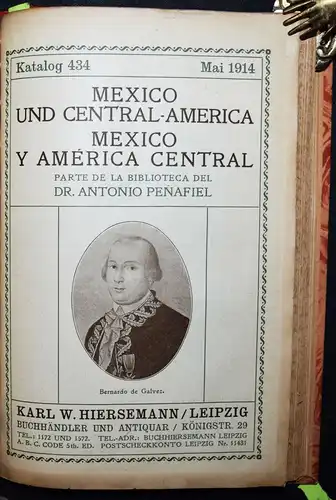 Katalog 434 Mai 1914
MEXICO
UND CENTRAL-AMERICA
MEXICO
Y AMÉRICA CENTRAL
PARTE DE LA BIBLIOTECA DEL
DR. ANTONIO PEÑAFIEL
Bernardo de Galvez.
KARL W. HIERSEMANN/LEIPZIG
BUCHHÄNDLER UND ANTIQUAR / KÖNIGSTR. 29
TEL.: 1172 UND 1572. TEL.-ADR.: BUCHHIERSEMANN LEIPZIG
A. B. C. CODE 5th. ED. POSTSCHECKKONTO LEIPZIG Nr. 11431